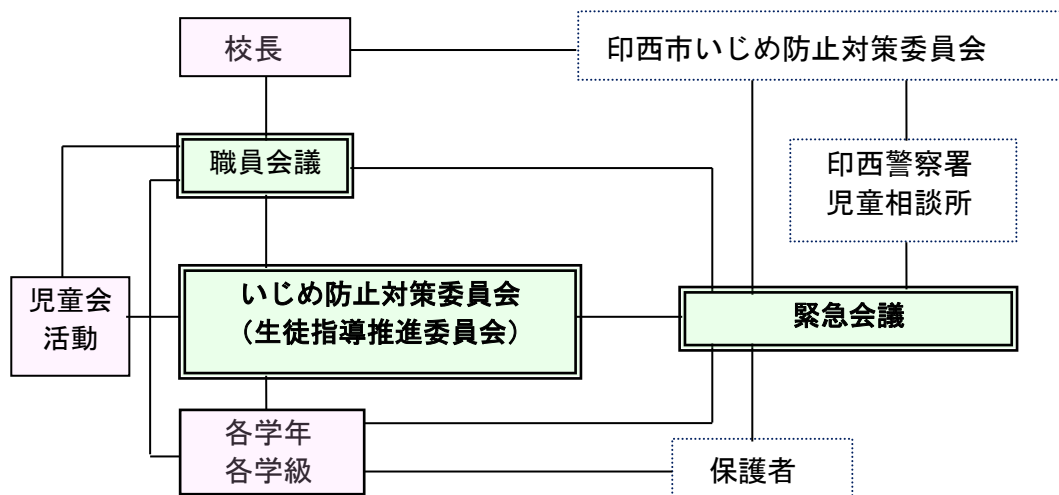 校長
印西市いじめ防止対策委員会
職員会議
印西警察署
児童相談所
児童会
活動
いじめ防止対策委員会
（生徒指導推進委員会）
緊急会議
各学年
各学級
保護者